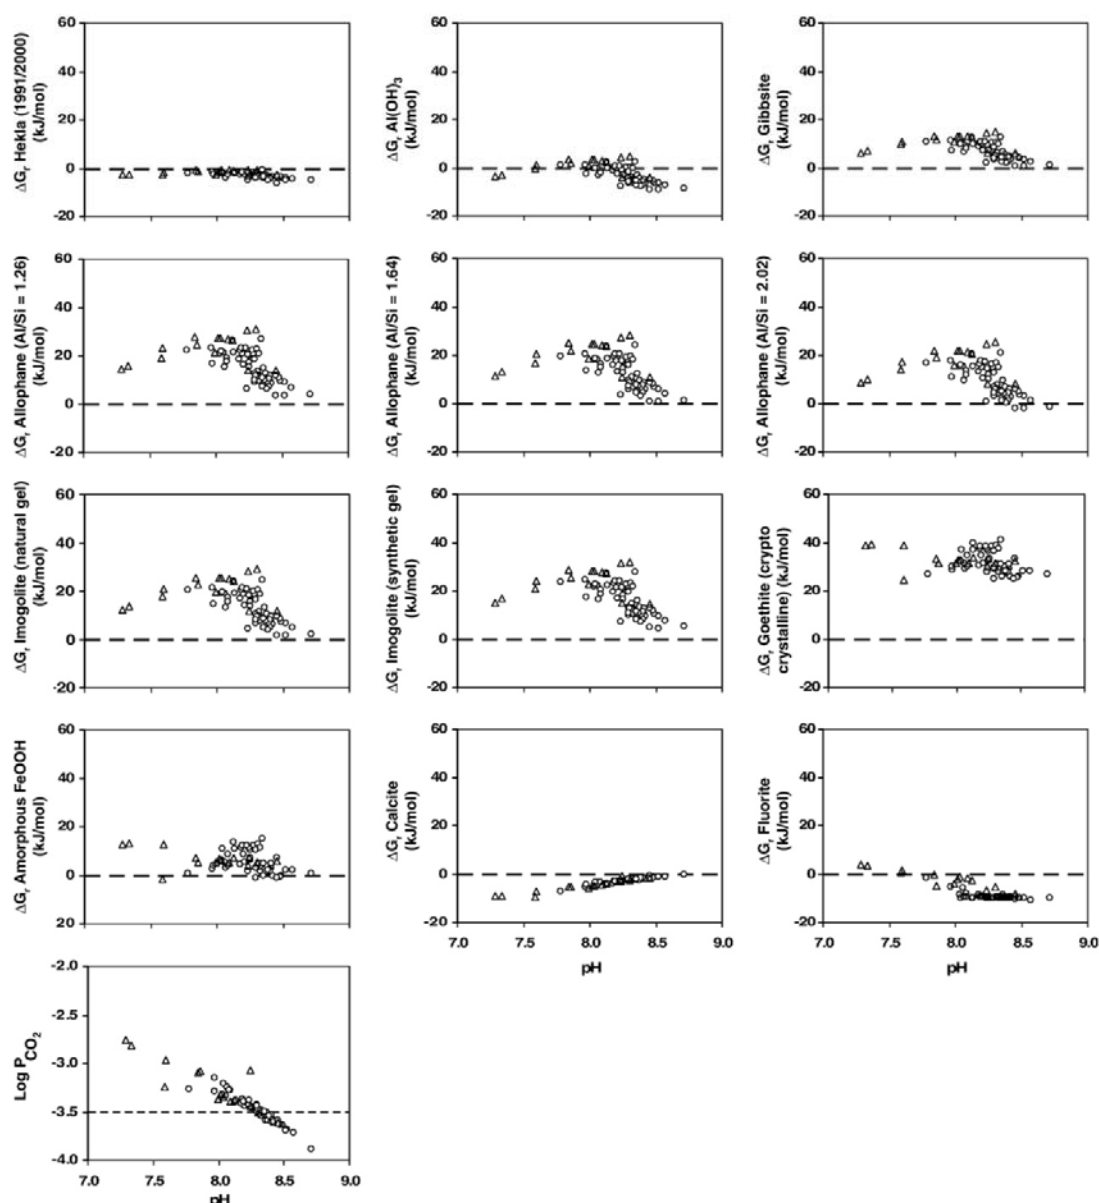 60
40
20
0
-20
ΔGr Hekla (1991/2000)
(kJ/mol)
60
40
20
0
-20
ΔGr Al(OH)3
(kJ/mol)
60
40
20
0
-20
ΔGr Gibbsite
(kJ/mol)
60
40
20
0
-20
ΔGr Allophane (Al/Si = 1.26)
(kJ/mol)
60
40
20
0
-20
ΔGr Allophane (Al/Si = 1.64)
(kJ/mol)
60
40
20
0
-20
ΔGr Allophane (Al/Si = 2.02)
(kJ/mol)
60
40
20
0
-20
ΔGr Imogolite (natural gel)
(kJ/mol)
60
40
20
0
-20
ΔGr Imogolite (synthetic gel)
(kJ/mol)
60
40
20
0
-20
ΔGr Goethite (crypto
crystalline) (kJ/mol)
60
40
20
0
20
ΔGr Amorphous FeOOH
(kJ/mol)
60
40
20
0
-20
ΔGr Calcite
(kJ/mol)
7.0 7.5 8.0 8.5 9.0
pH
60
40
20
0
-20
ΔGr Fluorite
(kJ/mol)
7.0 7.5 8.0 8.5 9.0
pH
-2.0
-2.5
-3.0
-3.5
-4.0
Log PCO2
7.0 7.5 8.0 8.5 9.0
pH